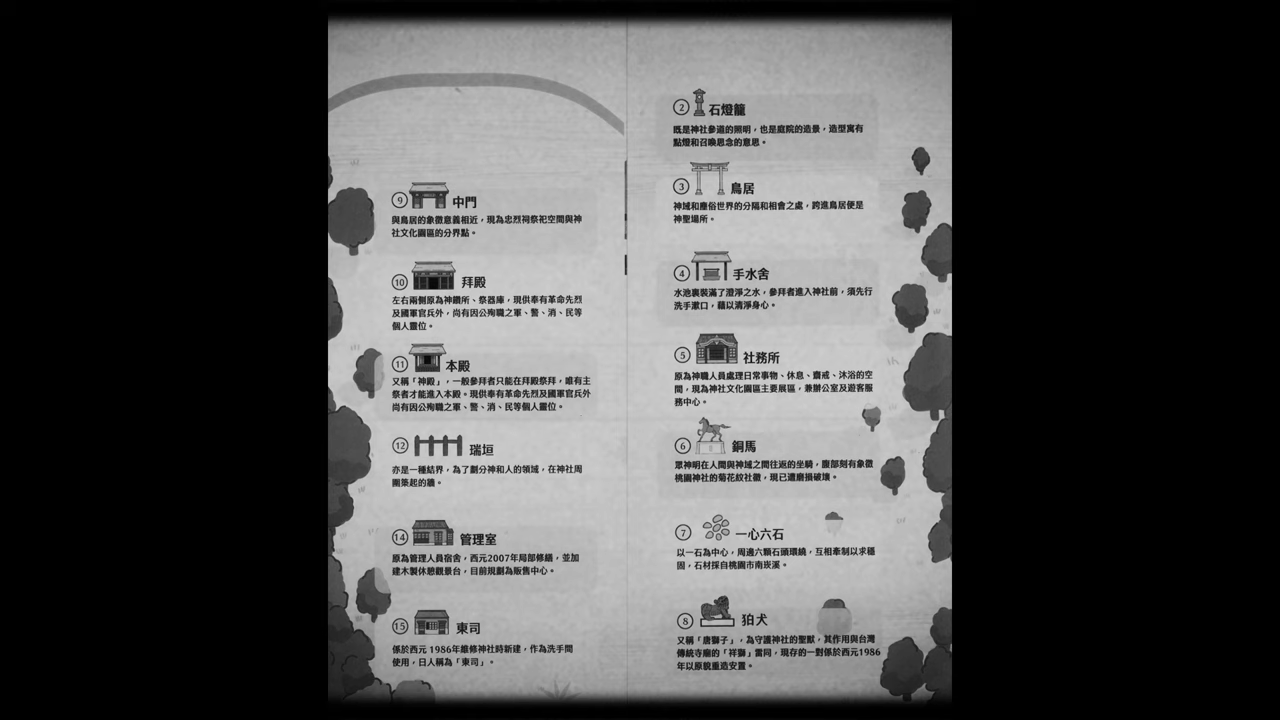 ② 石燈籠
既是神社參道的照明，也是庭院的造景，造型寓有
點燈和召喚思念的意思。
③ 鳥居
神域和塵俗世界的分隔和相會之處，跨進鳥居便是
神聖場所。
④ 手水舍
水池裏裝滿了澄淨之水，參拜者進入神社前，須先行
洗手漱口，藉以清淨身心。
⑤ 社務所
原為神職人員處理日常事物、休息、齋戒、沐浴的空
間，現為神社文化園區主要展區，兼辦公室及遊客服
務中心。
⑥ 銅馬
眾神明在人間與神域之間往返的坐騎，腹部刻有象徵
桃園神社的菊花紋社徽，現已遭磨損破壞。
⑦ 一心六石
以一石為中心，周邊六顆石頭環繞，互相牽制以求穩
固，石材採自桃園市南崁溪。
⑧ 狛犬
又稱「唐獅子」，為守護神社的聖獸，其作用與台灣
傳統寺廟的「祥獅」雷同，現存的一對係於西元1986
年以原貌重造安置。
⑨ 中門
與鳥居的象徵意義相近，現為忠烈祠祭祀空間與神
社文化園區的分界點。
⑩ 拜殿
左右兩側原為神饌所、祭器庫，現供奉有革命先烈
及國軍官兵外，尚有因公殉職之軍、警、消、民等
個人靈位。
⑪ 本殿
又稱「神殿」，一般參拜者只能在拜殿祭拜，唯有主
祭者才能進入本殿。現供奉有革命先烈及國軍官兵外
尚有因公殉職之軍、警、消、民等個人靈位。
⑫ 瑞垣
亦是一種結界，為了劃分神和人的領域，在神社周
圍築起的牆。
⑭ 管理室
原為管理人員宿舍，西元2007年局部修繕，並加
建木製休憩觀景台，目前規劃為販售中心。
⑮ 東司
係於西元 1986年維修神社時新建，作為洗手間
使用，日人稱為「東司」。